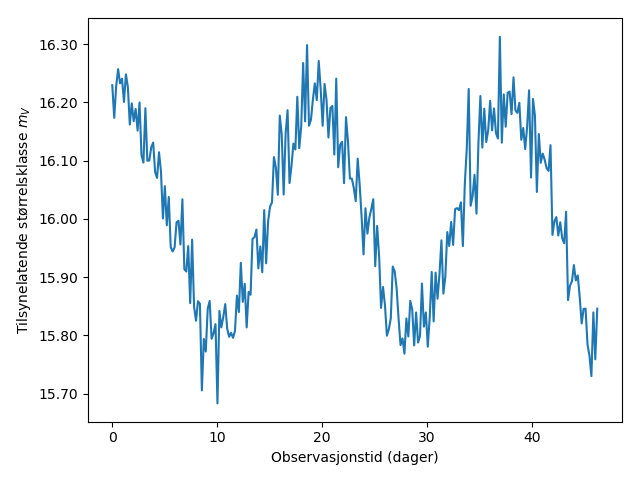 16.30
16.20
16.10
16.00
15.90
15.80
15.70
Tilsynelatende størrelsesklasse m_V
0 10 20 30 40
Observasjonstid (dager)